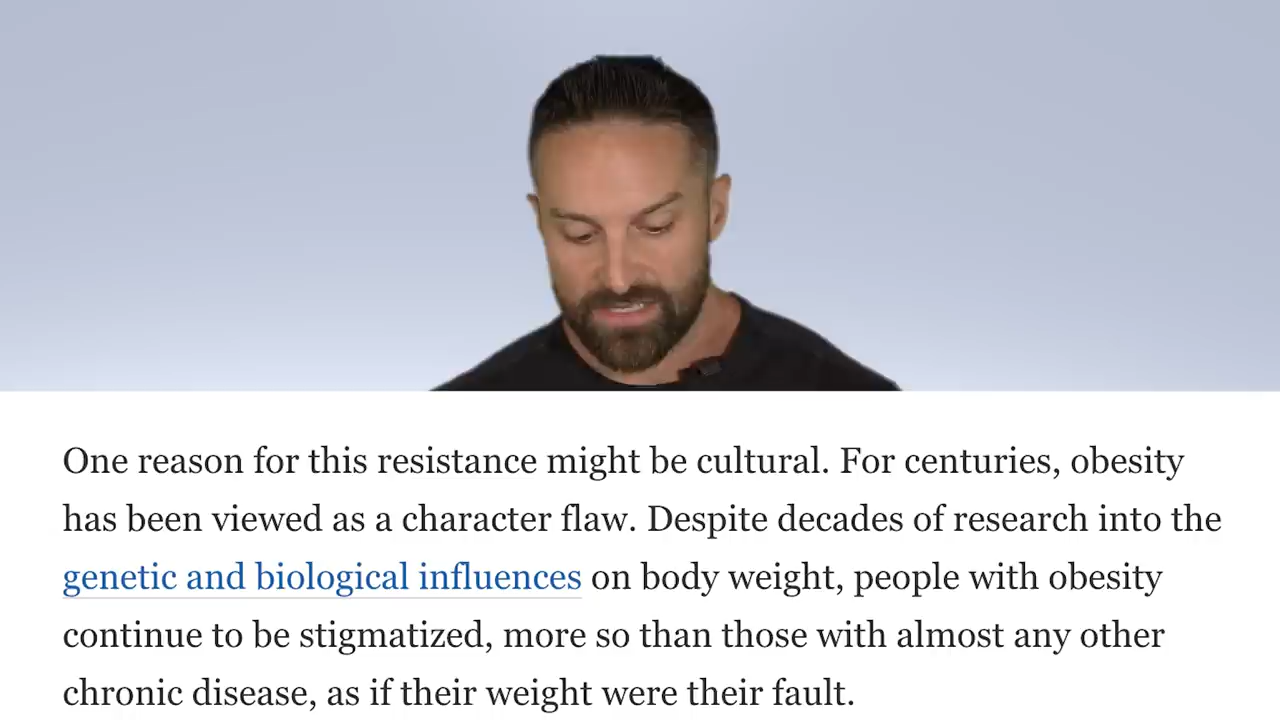 One reason for this resistance might be cultural. For centuries, obesity
has been viewed as a character flaw. Despite decades of research into the
genetic and biological influences on body weight, people with obesity
continue to be stigmatized, more so than those with almost any other
chronic disease, as if their weight were their fault.